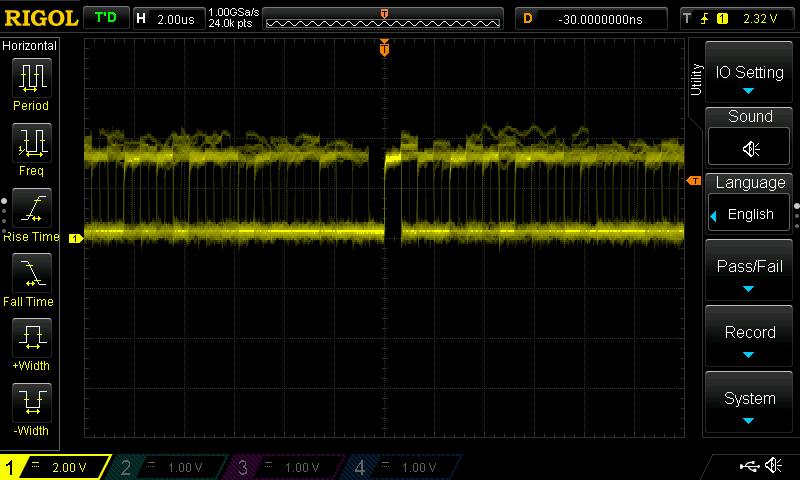 RIGOL T'D H 2.00us 1.00GSa/s 24.0k pts T D -30.0000000ns T 1 2.32 V
Horizontal
Period
Freq
Rise Time
Fall Time
+Width
-Width
T
T
1
Utility
IO Setting
Sound
Language
English
Pass/Fail
Record
System
1 2.00 V 2 1.00 V 3 1.00 V 4 1.00 V